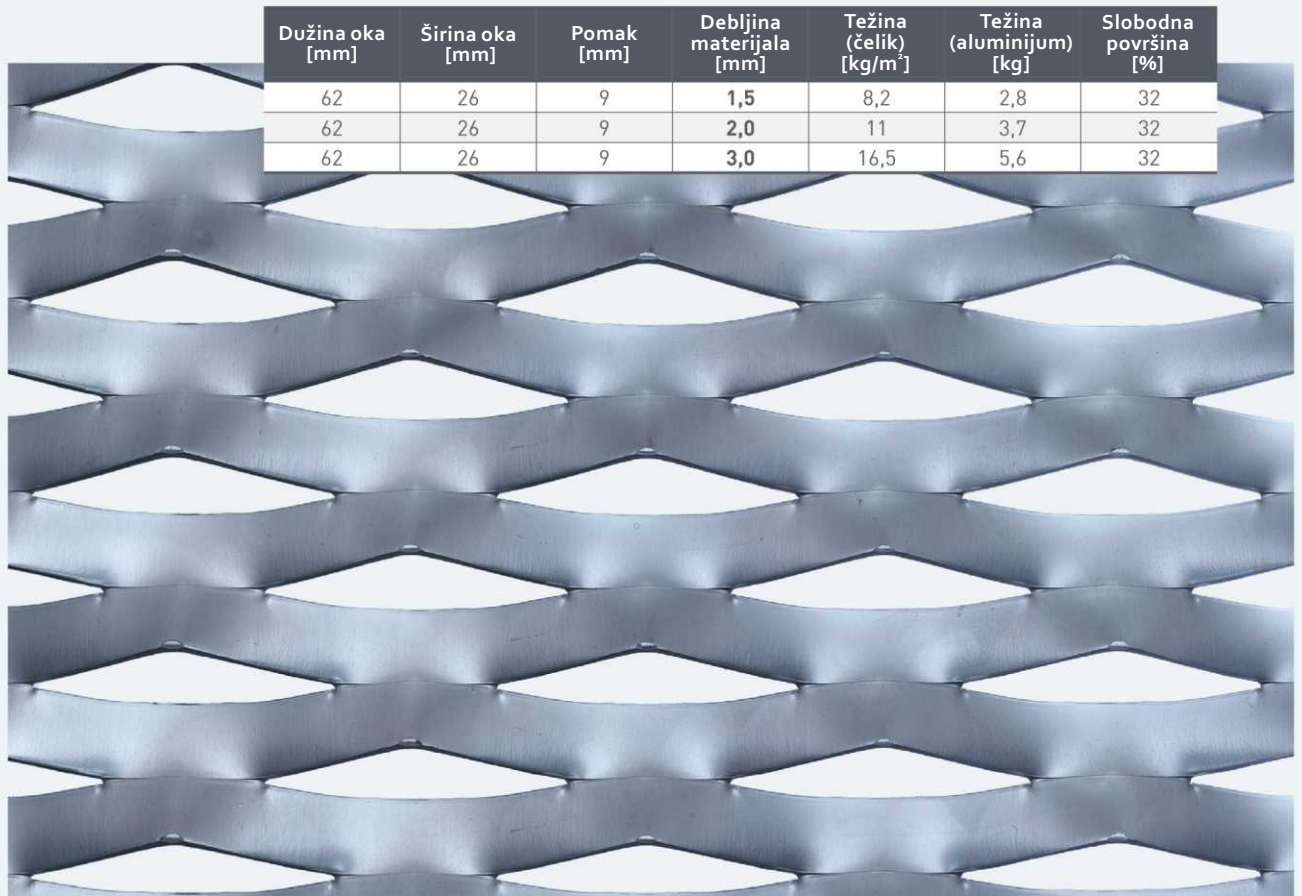 Dužina oka [mm] Širina oka [mm] Pomak [mm] Debljina materijala [mm] Težina (čelik) [kg/m²] Težina (aluminijum) [kg] Slobodna površina [%]
62 26 9 1,5 8,2 2,8 32
62 26 9 2,0 11 3,7 32
62 26 9 3,0 16,5 5,6 32